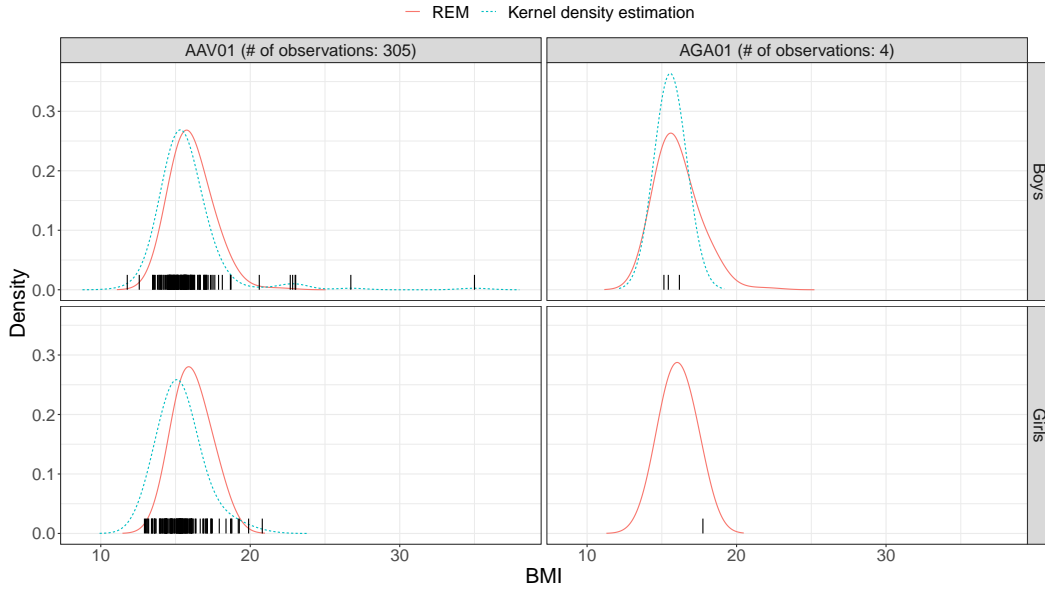 REM Kernel density estimation
AAV01 (# of observations: 305) AGA01 (# of observations: 4)
Density
0.3
0.2
0.1
0.0
Boys
0.3
0.2
0.1
0.0
Girls
10 20 30 10 20 30
BMI